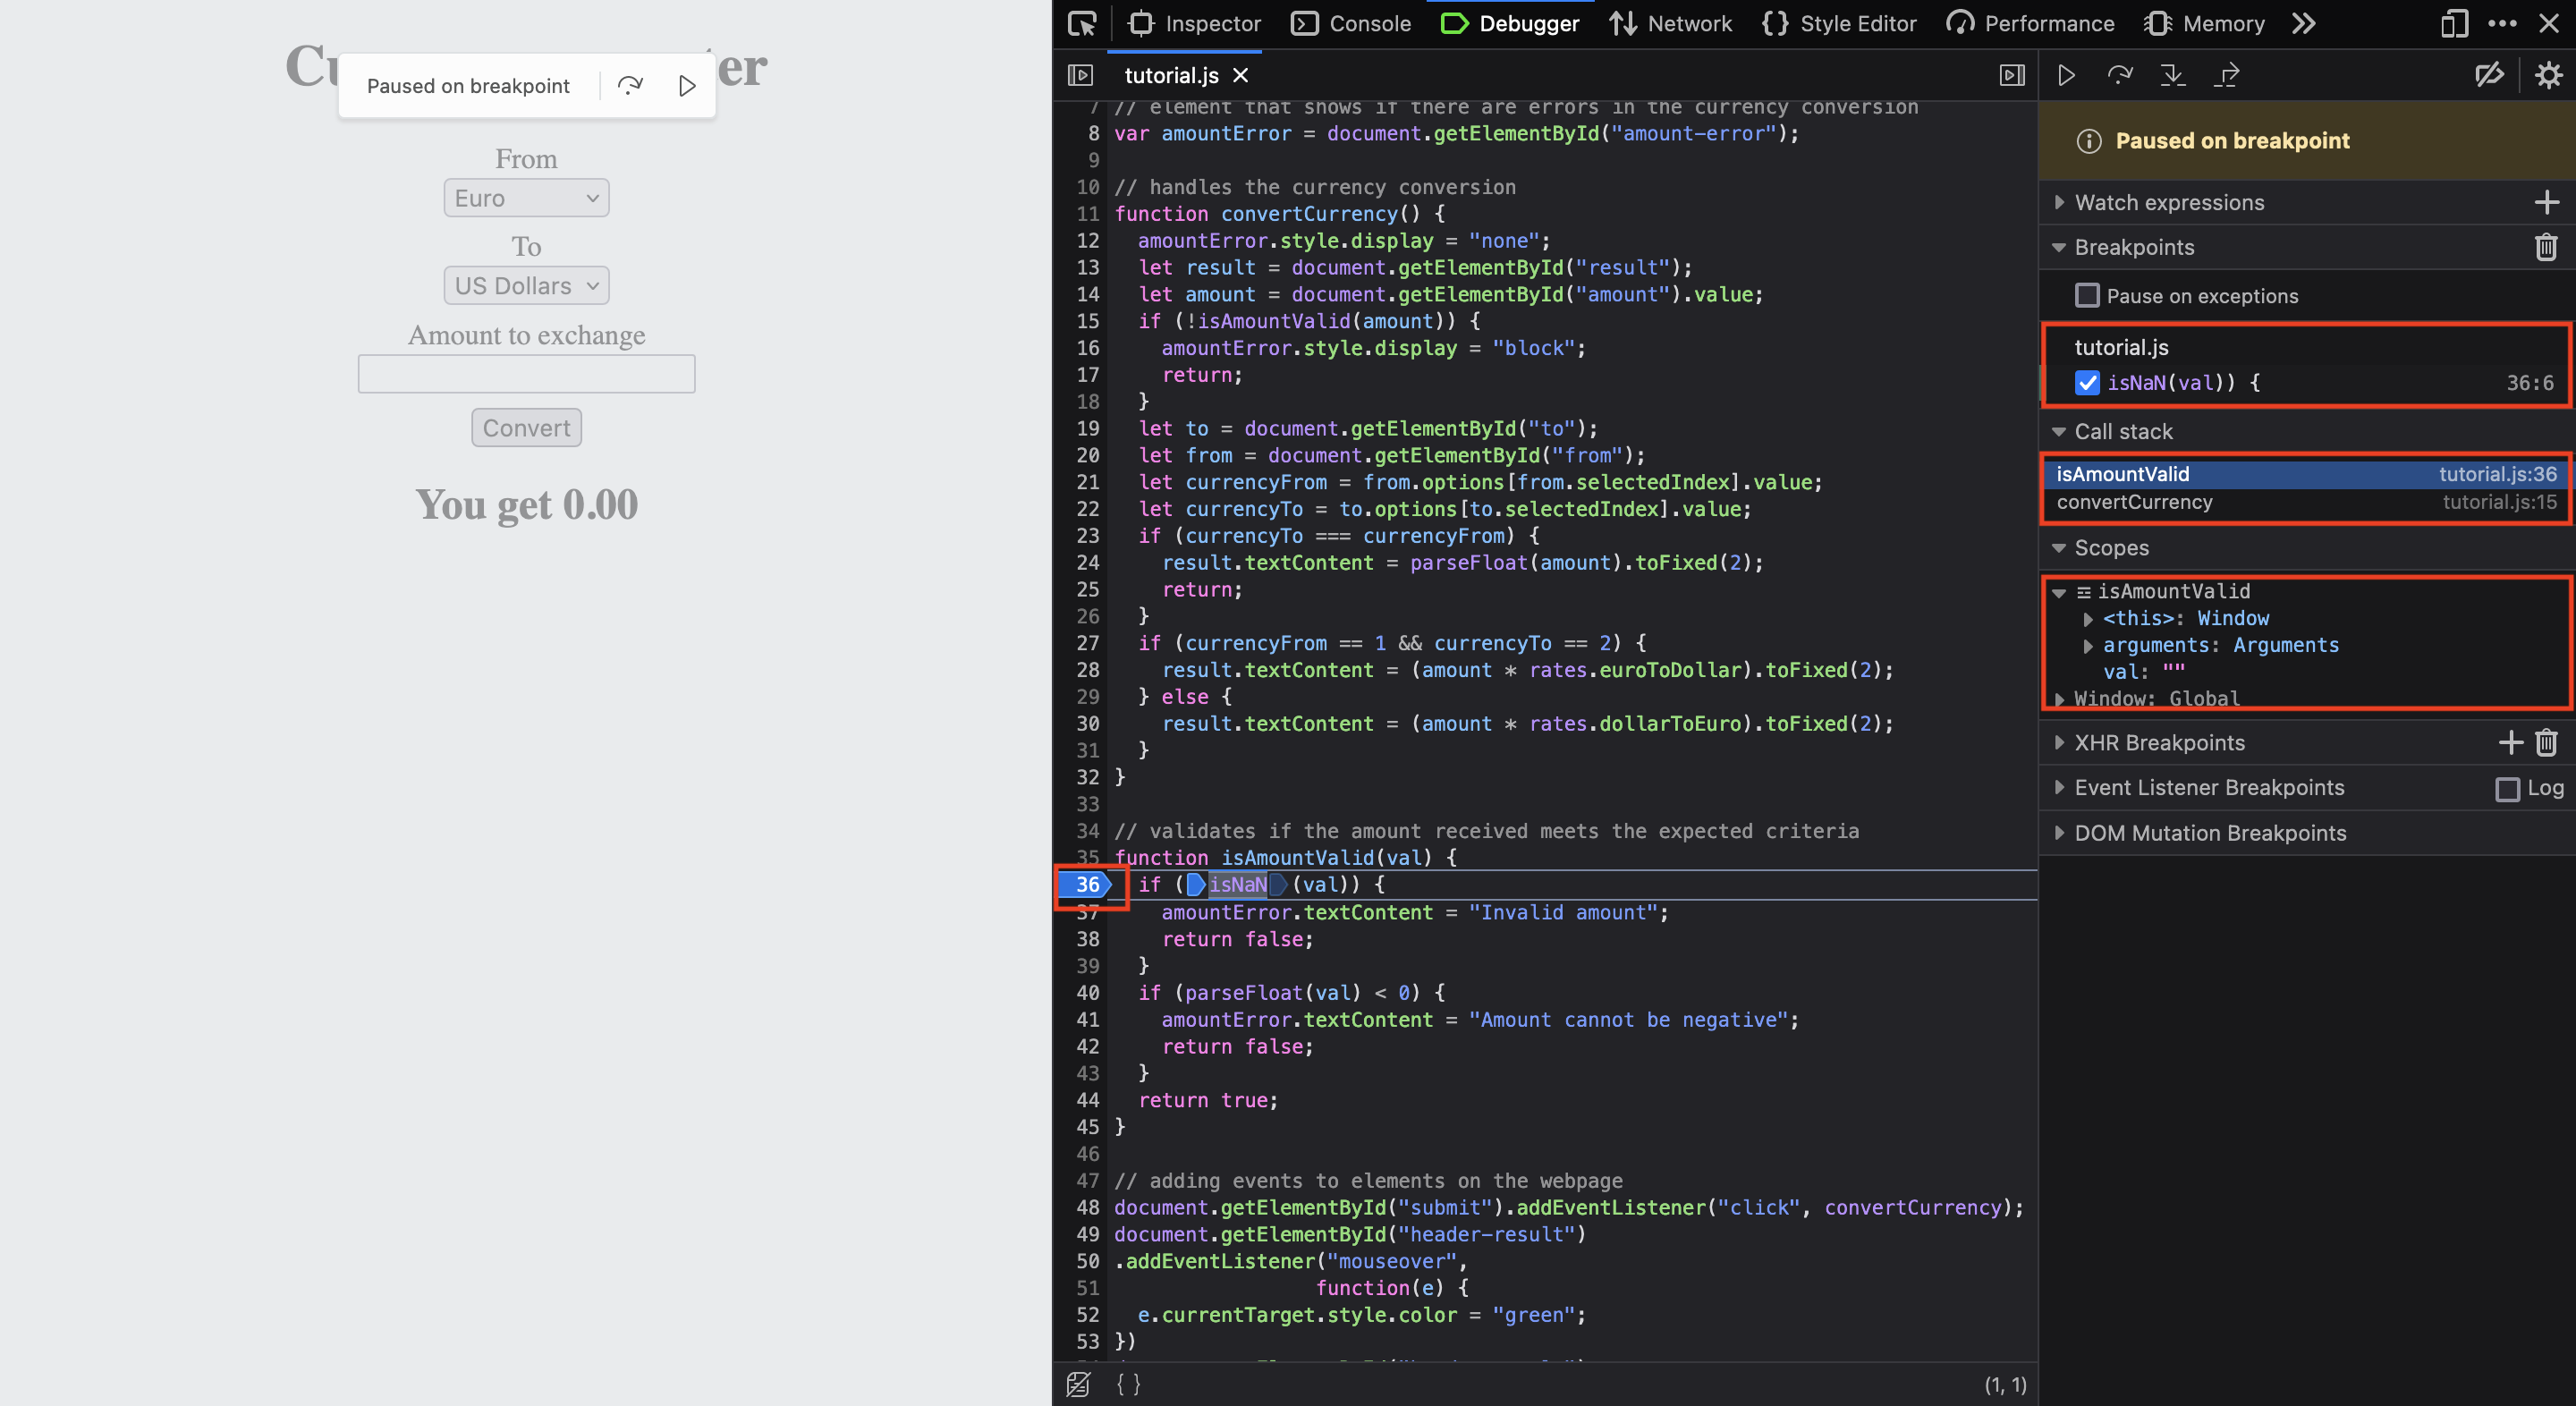 Cu
er
Paused on breakpoint
From
Euro
To
US Dollars
Amount to exchange
Convert
You get 0.00
Inspector
Console
Debugger
Network
Style Editor
Performance
Memory
tutorial.js
7 // element that shows if there are errors in the currency conversion
8 var amountError = document.getElementById("amount-error");
9
10 // handles the currency conversion
11 function convertCurrency() {
12 amountError.style.display = "none";
13 let result = document.getElementById("result");
14 let amount = document.getElementById("amount").value;
15 if (!isAmountValid(amount)) {
16 amountError.style.display = "block";
17 return;
18 }
19 let to = document.getElementById("to");
20 let from = document.getElementById("from");
21 let currencyFrom = from.options[from.selectedIndex].value;
22 let currencyTo = to.options[to.selectedIndex].value;
23 if (currencyTo === currencyFrom) {
24 result.textContent = parseFloat(amount).toFixed(2);
25 return;
26 }
27 if (currencyFrom == 1 && currencyTo == 2) {
28 result.textContent = (amount * rates.euroToDollar).toFixed(2);
29 } else {
30 result.textContent = (amount * rates.dollarToEuro).toFixed(2);
31 }
32 }
33
34 // validates if the amount received meets the expected criteria
35 function isAmountValid(val) {
36 if (isNaN(val)) {
37 amountError.textContent = "Invalid amount";
38 return false;
39 }
40 if (parseFloat(val) < 0) {
41 amountError.textContent = "Amount cannot be negative";
42 return false;
43 }
44 return true;
45 }
46
47 // adding events to elements on the webpage
48 document.getElementById("submit").addEventListener("click", convertCurrency);
49 document.getElementById("header-result")
50 .addEventListener("mouseover",
51 function(e) {
52 e.currentTarget.style.color = "green";
53 })
{ }
(1, 1)
Paused on breakpoint
Watch expressions
Breakpoints
Pause on exceptions
tutorial.js
isNaN(val)) { 36:6
Call stack
isAmountValid tutorial.js:36
convertCurrency tutorial.js:15
Scopes
isAmountValid
<this>: Window
arguments: Arguments
val: ""
Window: Global
XHR Breakpoints
Event Listener Breakpoints Log
DOM Mutation Breakpoints